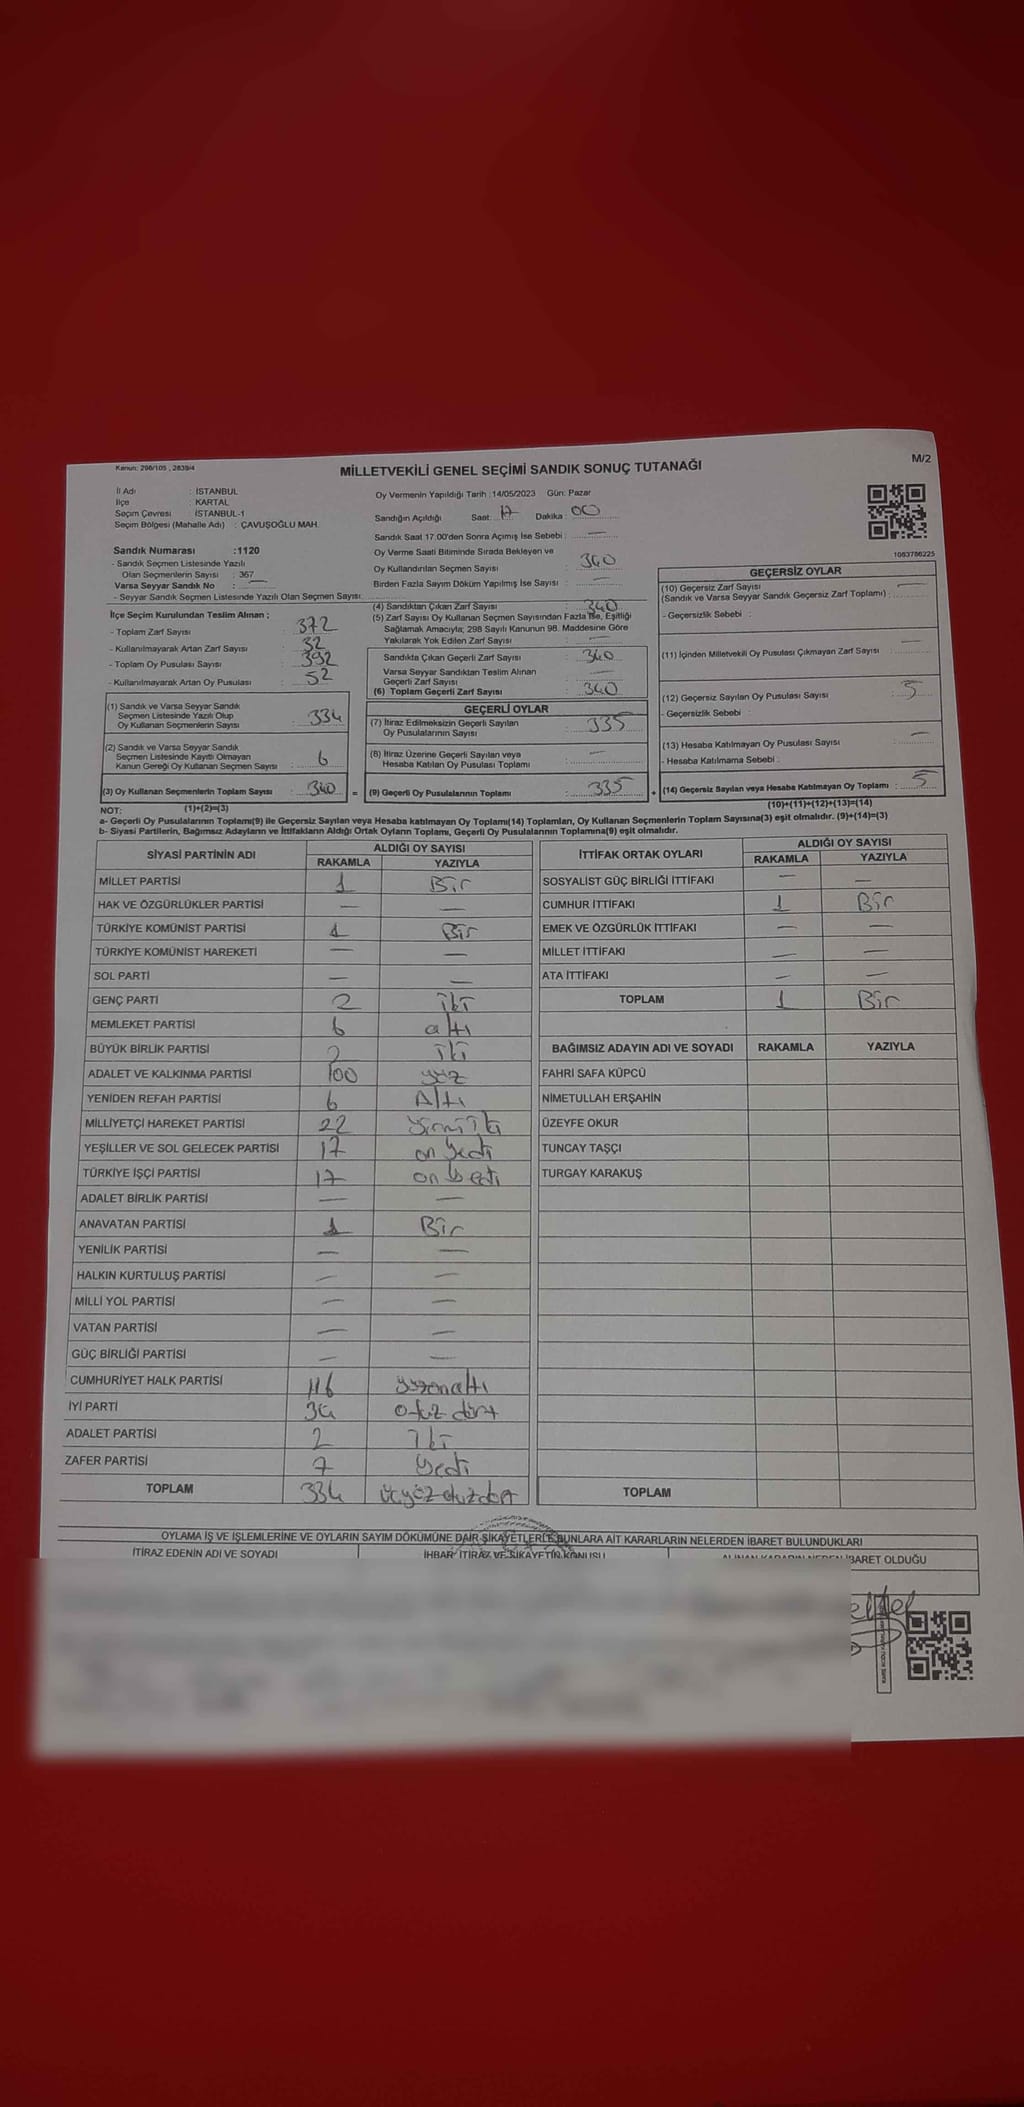 Kanun: 298/105 , 2839/4
M/2
MİLLETVEKİLİ GENEL SEÇİMİ SANDIK SONUÇ TUTANAĞI
İl Adı : İSTANBUL
İlçe : KARTAL
Seçim Çevresi : İSTANBUL-1
Seçim Bölgesi (Mahalle Adı) : ÇAVUŞOĞLU MAH.
Oy Vermenin Yapıldığı Tarih :14/05/2023 Gün: Pazar
Sandığın Açıldığı Saat: 17 Dakika : 00
Sandık Saat 17.00'den Sonra Açımış İse Sebebi : —
Oy Verme Saati Bitiminde Sırada Bekleyen ve
Oy Kullandırılan Seçmen Sayısı : 340
Birden Fazla Sayım Döküm Yapılmış İse Sayısı : —
1063786225
Sandık Numarası :1120
- Sandık Seçmen Listesinde Yazılı
Olan Seçmenlerin Sayısı : 367
Varsa Seyyar Sandık No : —
- Seyyar Sandık Seçmen Listesinde Yazılı Olan Seçmen Sayısı
İlçe Seçim Kurulundan Teslim Alınan ;
- Toplam Zarf Sayısı : 372
- Kullanılmayarak Artan Zarf Sayısı : 32
- Toplam Oy Pusulası Sayısı : 392
- Kullanılmayarak Artan Oy Pusulası : 52
(1) Sandık ve Varsa Seyyar Sandık
Seçmen Listesinde Yazılı Olup
Oy Kullanan Seçmenlerin Sayısı : 334
(2) Sandık ve Varsa Seyyar Sandık
Seçmen Listesinde Kayıtlı Olmayan
Kanun Gereği Oy Kullanan Seçmen Sayısı : 6
(3) Oy Kullanan Seçmenlerin Toplam Sayısı : 340 =
(1)+(2)=(3)
(4) Sandıktan Çıkan Zarf Sayısı : 340
(5) Zarf Sayısı Oy Kullanan Seçmen Sayısından Fazla İse, Eşitliği
Sağlamak Amacıyla; 298 Sayılı Kanunun 98. Maddesine Göre
Yakılarak Yok Edilen Zarf Sayısı : —
Sandıkta Çıkan Geçerli Zarf Sayısı : 340
Varsa Seyyar Sandıktan Teslim Alınan
Geçerli Zarf Sayısı : —
(6) Toplam Geçerli Zarf Sayısı : 340
GEÇERLİ OYLAR
(7) İtiraz Edilmeksizin Geçerli Sayılan
Oy Pusulalarının Sayısı : 335
(8) İtiraz Üzerine Geçerli Sayılan veya
Hesaba Katılan Oy Pusulası Toplamı : —
(9) Geçerli Oy Pusulalarının Toplamı : 335 +
GEÇERSİZ OYLAR
(10) Geçersiz Zarf Sayısı
(Sandık ve Varsa Seyyar Sandık Geçersiz Zarf Toplamı) : —
- Geçersizlik Sebebi :
(11) İçinden Milletvekili Oy Pusulası Çıkmayan Zarf Sayısı : —
(12) Geçersiz Sayılan Oy Pusulası Sayısı : 5
- Geçersizlik Sebebi :
(13) Hesaba Katılmayan Oy Pusulası Sayısı : —
- Hesaba Katılmama Sebebi :
(14) Geçersiz Sayılan veya Hesaba Katılmayan Oy Toplamı : 5
(10)+(11)+(12)+(13)=(14)
NOT:
a- Geçerli Oy Pusulalarının Toplamı(9) ile Geçersiz Sayılan veya Hesaba katılmayan Oy Toplamı(14) Toplamları, Oy Kullanan Seçmenlerin Toplam Sayısına(3) eşit olmalıdır. (9)+(14)=(3)
b- Siyasi Partilerin, Bağımsız Adayların ve İttifakların Aldığı Ortak Oyların Toplamı, Geçerli Oy Pusulalarının Toplamına(9) eşit olmalıdır.
SİYASİ PARTİNİN ADI ALDIĞI OY SAYISI
RAKAMLA YAZIYLA
MİLLET PARTİSİ 1 Bir
HAK VE ÖZGÜRLÜKLER PARTİSİ — —
TÜRKİYE KOMÜNİST PARTİSİ 1 Bir
TÜRKİYE KOMÜNİST HAREKETİ — —
SOL PARTİ — —
GENÇ PARTİ 2 iki
MEMLEKET PARTİSİ 6 altı
BÜYÜK BİRLİK PARTİSİ 2 iki
ADALET VE KALKINMA PARTİSİ 100 yüz
YENİDEN REFAH PARTİSİ 6 Altı
MİLLİYETÇİ HAREKET PARTİSİ 22 yirmi iki
YEŞİLLER VE SOL GELECEK PARTİSİ 17 on yedi
TÜRKİYE İŞÇİ PARTİSİ 17 on yedi
ADALET BİRLİK PARTİSİ — —
ANAVATAN PARTİSİ 1 Bir
YENİLİK PARTİSİ — —
HALKIN KURTULUŞ PARTİSİ — —
MİLLİ YOL PARTİSİ — —
VATAN PARTİSİ — —
GÜÇ BİRLİĞİ PARTİSİ — —
CUMHURİYET HALK PARTİSİ 116 yüzonaltı
İYİ PARTİ 34 otuz dört
ADALET PARTİSİ 2 iki
ZAFER PARTİSİ 7 yedi
TOPLAM 334 üçyüz otuzdört
İTTİFAK ORTAK OYLARI ALDIĞI OY SAYISI
RAKAMLA YAZIYLA
SOSYALİST GÜÇ BİRLİĞİ İTTİFAKI — —
CUMHUR İTTİFAKI 1 Bir
EMEK VE ÖZGÜRLÜK İTTİFAKI — —
MİLLET İTTİFAKI — —
ATA İTTİFAKI — —
TOPLAM 1 Bir
BAĞIMSIZ ADAYIN ADI VE SOYADI RAKAMLA YAZIYLA
FAHRİ SAFA KÜPCÜ
NİMETULLAH ERŞAHİN
ÜZEYFE OKUR
TUNCAY TAŞÇI
TURGAY KARAKUŞ
TOPLAM
OYLAMA İŞ VE İŞLEMLERİNE VE OYLARIN SAYIM DÖKÜMÜNE DAİR ŞİKAYETLERLE BUNLARA AİT KARARLARIN NELERDEN İBARET BULUNDUKLARI
İTİRAZ EDENİN ADI VE SOYADI
İHBAR, İTİRAZ VE ŞİKAYETİN KONUSU
ALINAN KARARIN NEDEN İBARET OLDUĞU